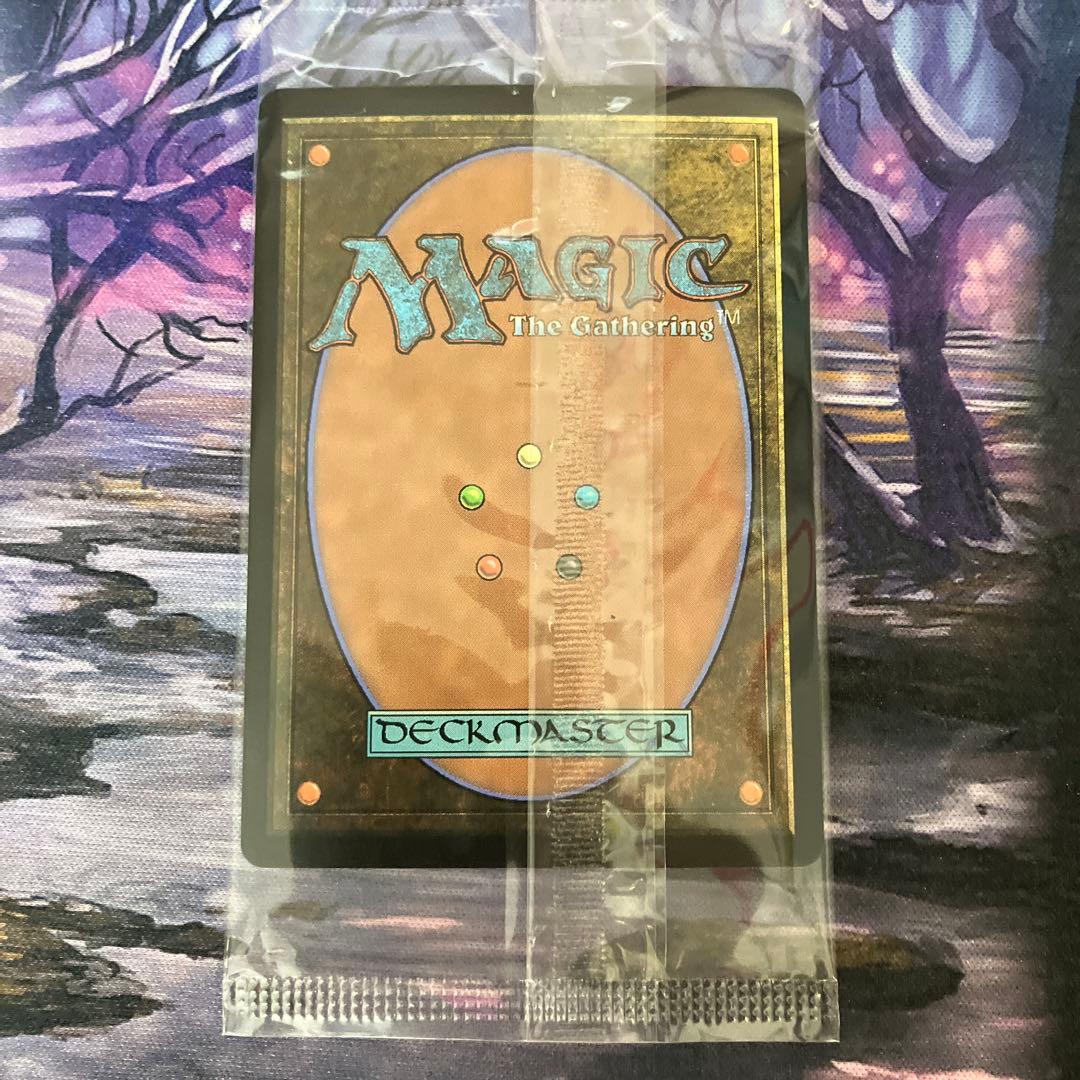 MAGIC
The Gathering™
DECKMASTER